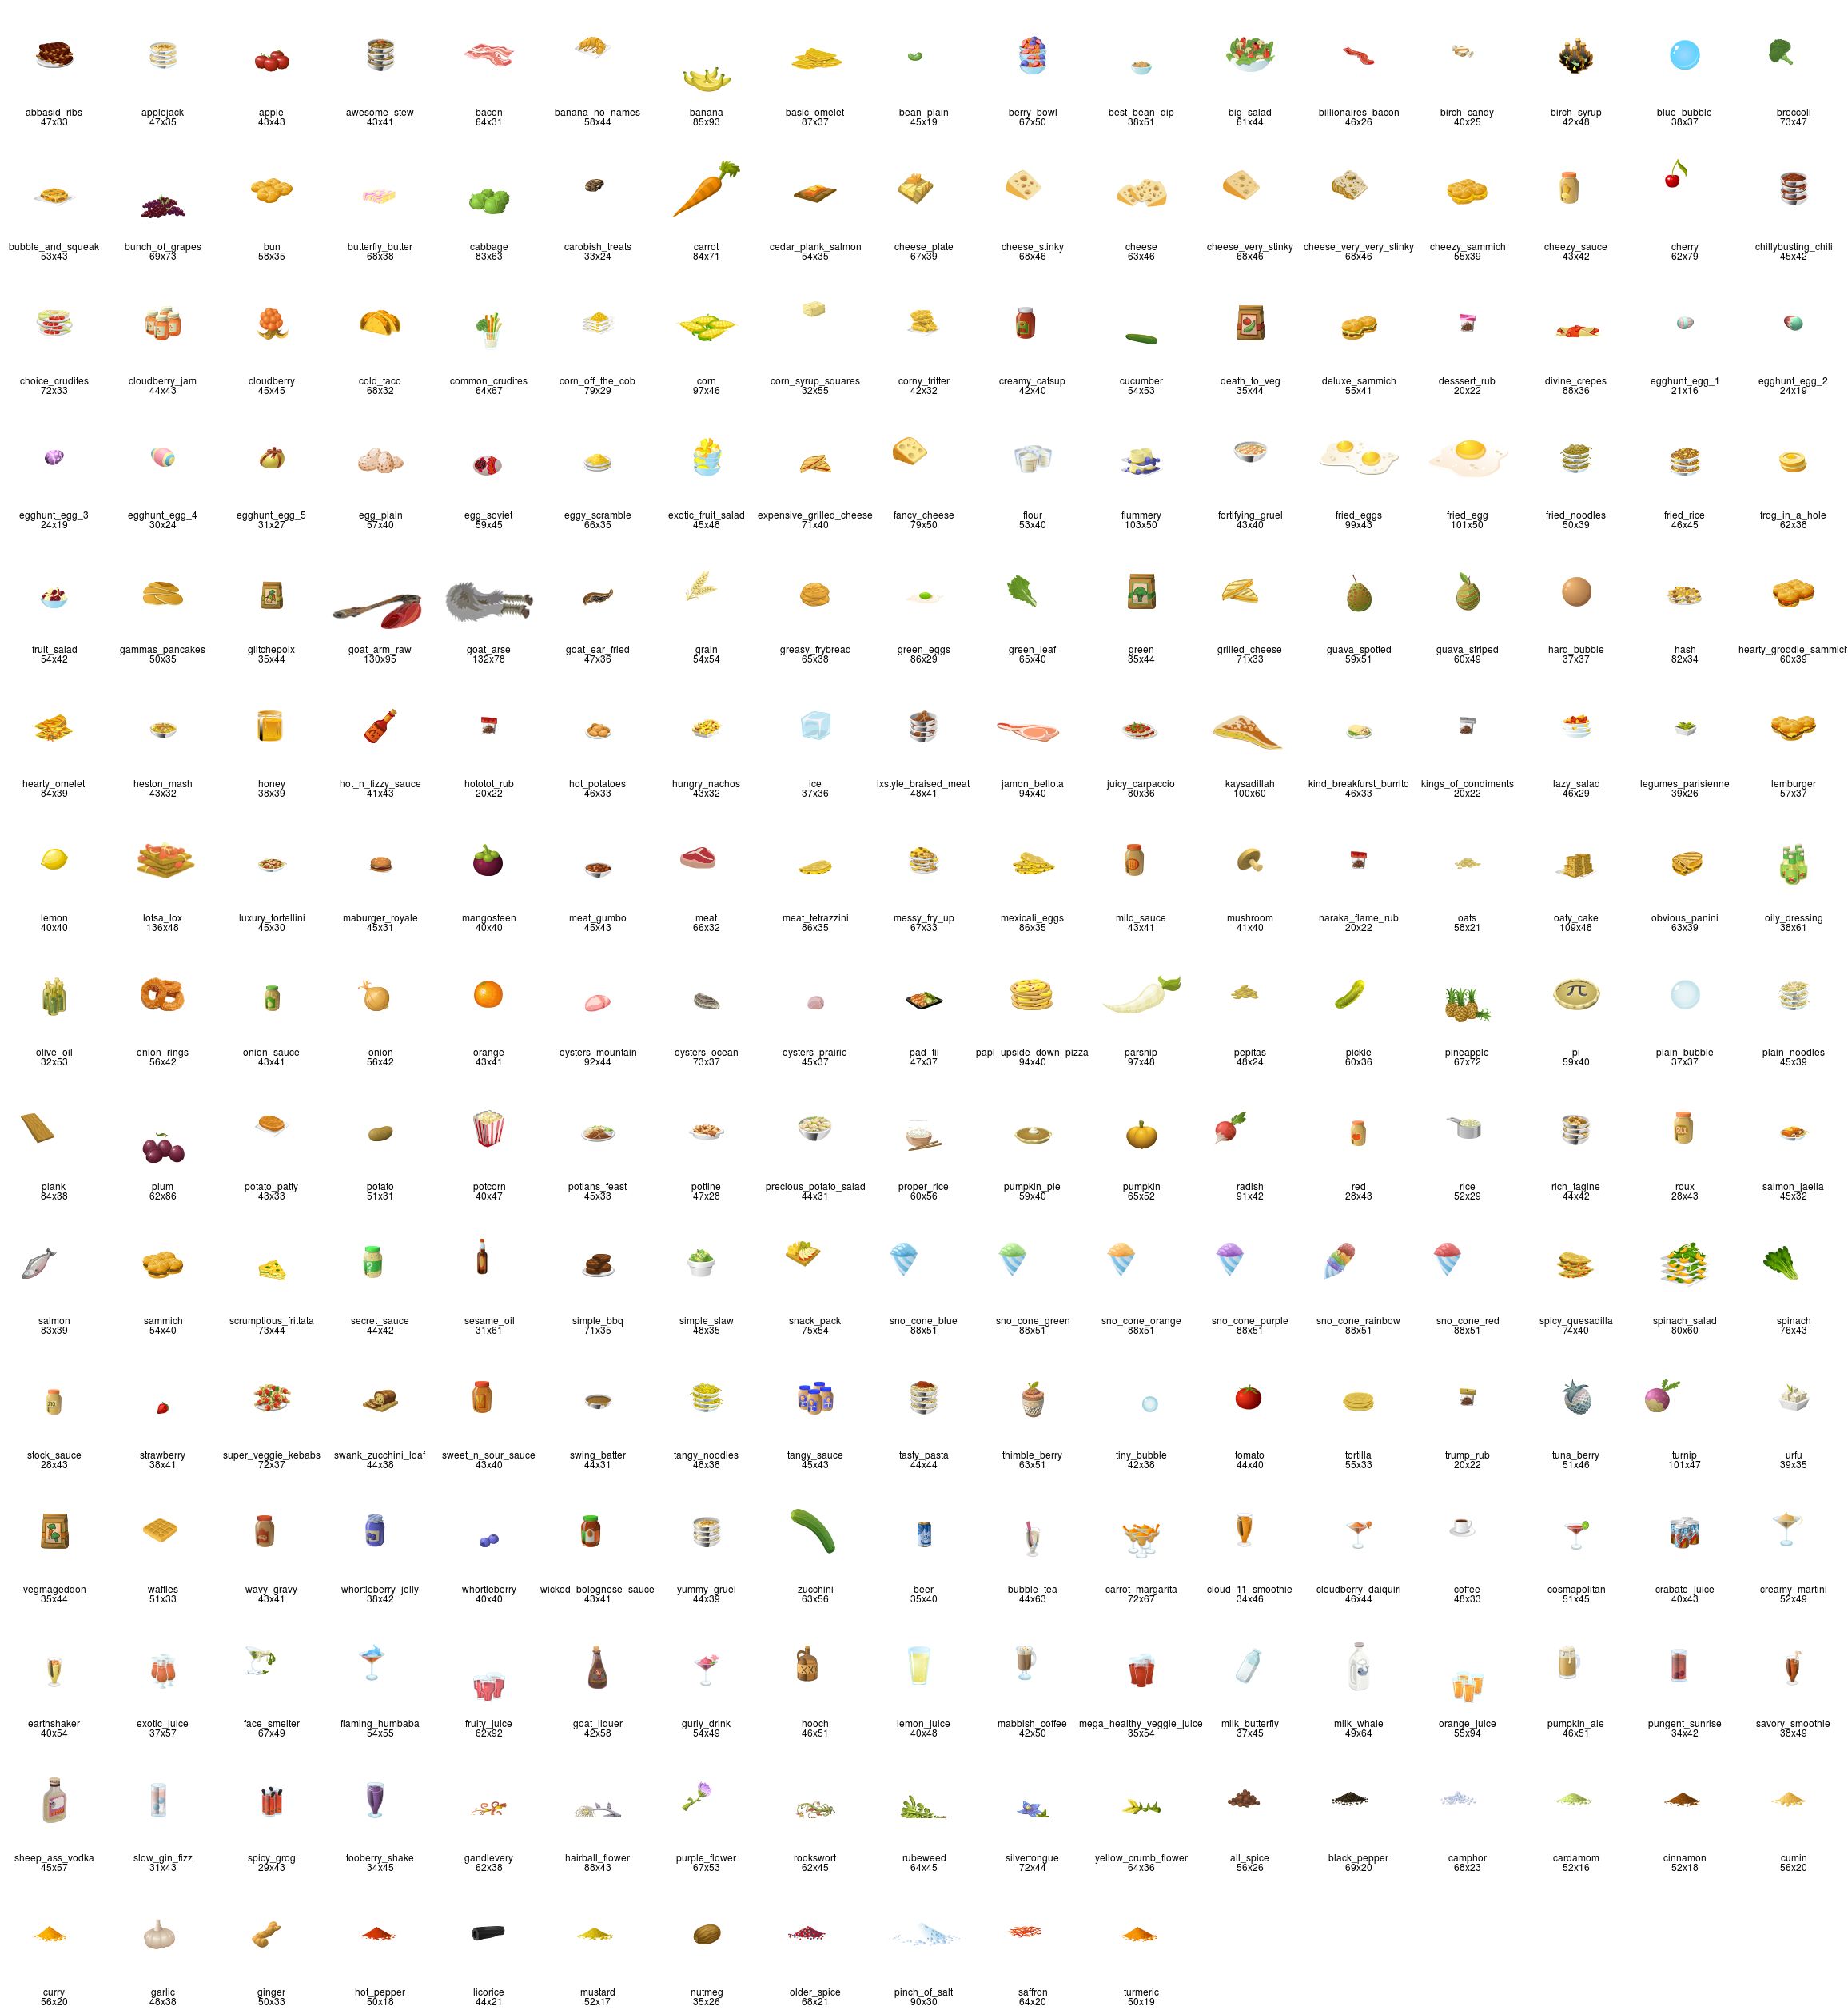 abbasid_ribs applejack apple awesome_stew bacon banana_no_names banana basic_omelet bean_plain berry_bowl best_bean_dip big_salad billionaires_bacon birch_candy birch_syrup blue_bubble broccoli
47x33 47x35 43x43 43x41 64x31 58x44 85x93 87x37 45x19 67x50 38x51 61x44 46x26 40x25 42x48 38x37 73x47
bubble_and_squeak bunch_of_grapes bun butterfly_butter cabbage carobish_treats carrot cedar_plank_salmon cheese_plate cheese_stinky cheese cheese_very_stinky cheese_very_very_stinky cheezy_sammich cheezy_sauce cherry chillybusting_chili
53x43 69x73 58x35 68x38 83x63 33x24 84x71 54x35 67x39 68x46 63x46 68x46 68x46 55x39 43x42 62x79 45x42
choice_crudites cloudberry_jam cloudberry cold_taco common_crudites corn_off_the_cob corn corn_syrup_squares corny_fritter creamy_catsup cucumber death_to_veg deluxe_sammich desssert_rub divine_crepes egghunt_egg_1 egghunt_egg_2
72x33 44x43 45x45 68x32 64x67 79x29 97x46 32x55 42x32 42x40 54x53 35x44 55x41 20x22 88x36 21x16 24x19
egghunt_egg_3 egghunt_egg_4 egghunt_egg_5 egg_plain egg_soviet eggy_scramble exotic_fruit_salad expensive_grilled_cheese fancy_cheese flour flummery fortifying_gruel fried_eggs fried_egg fried_noodles fried_rice frog_in_a_hole
24x19 30x24 31x27 57x40 59x45 66x35 45x48 71x40 79x50 53x40 103x50 43x40 99x43 101x50 50x39 46x45 62x38
fruit_salad gammas_pancakes glitchepoix goat_arm_raw goat_arse goat_ear_fried grain greasy_frybread green_eggs green_leaf green grilled_cheese guava_spotted guava_striped hard_bubble hash hearty_groddle_sammich
54x42 50x35 35x44 130x95 132x78 47x36 54x54 65x38 86x29 65x40 35x44 71x33 59x51 60x49 37x37 82x34 60x39
hearty_omelet heston_mash honey hot_n_fizzy_sauce hototot_rub hot_potatoes hungry_nachos ice ixstyle_braised_meat jamon_bellota juicy_carpaccio kaysadillah kind_breakfurst_burrito kings_of_condiments lazy_salad legumes_parisienne lemburger
84x39 43x32 38x39 41x43 20x22 46x33 43x32 37x36 48x41 94x40 80x36 100x60 46x33 20x22 46x29 39x26 57x37
lemon lotsa_lox luxury_tortellini maburger_royale mangosteen meat_gumbo meat meat_tetrazzini messy_fry_up mexicali_eggs mild_sauce mushroom naraka_flame_rub oats oaty_cake obvious_panini oily_dressing
40x40 136x48 45x30 45x31 40x40 45x43 66x32 86x35 67x33 86x35 43x41 41x40 20x22 58x21 109x48 63x39 38x61
π
olive_oil onion_rings onion_sauce onion orange oysters_mountain oysters_ocean oysters_prairie pad_tii papl_upside_down_pizza parsnip pepitas pickle pineapple pi plain_bubble plain_noodles
32x53 56x42 43x41 56x42 43x41 92x44 73x37 45x37 47x37 94x40 97x48 48x24 60x36 67x72 59x40 37x37 45x39
plank plum potato_patty potato potcorn potians_feast pottine precious_potato_salad proper_rice pumpkin_pie pumpkin radish red rice rich_tagine roux salmon_jaella
84x38 62x86 43x33 51x31 40x47 45x33 47x28 44x31 60x56 59x40 65x52 91x42 28x43 52x29 44x42 28x43 45x32
?
salmon sammich scrumptious_frittata secret_sauce sesame_oil simple_bbq simple_slaw snack_pack sno_cone_blue sno_cone_green sno_cone_orange sno_cone_purple sno_cone_rainbow sno_cone_red spicy_quesadilla spinach_salad spinach
83x39 54x40 73x44 44x42 31x61 71x35 48x35 75x54 88x51 88x51 88x51 88x51 88x51 88x51 74x40 80x60 76x43
stock_sauce strawberry super_veggie_kebabs swank_zucchini_loaf sweet_n_sour_sauce swing_batter tangy_noodles tangy_sauce tasty_pasta thimble_berry tiny_bubble tomato tortilla trump_rub tuna_berry turnip urfu
28x43 38x41 72x37 44x38 43x40 44x31 48x38 45x43 44x44 63x51 42x38 44x40 55x33 20x22 51x46 101x47 39x35
vegmageddon waffles wavy_gravy whortleberry_jelly whortleberry wicked_bolognese_sauce yummy_gruel zucchini beer bubble_tea carrot_margarita cloud_11_smoothie cloudberry_daiquiri coffee cosmapolitan crabato_juice creamy_martini
35x44 51x33 43x41 38x42 40x40 43x41 44x39 63x56 35x40 44x63 72x67 34x46 46x44 48x33 51x45 40x43 52x49
earthshaker exotic_juice face_smelter flaming_humbaba fruity_juice goat_liquer gurly_drink hooch lemon_juice mabbish_coffee mega_healthy_veggie_juice milk_butterfly milk_whale orange_juice pumpkin_ale pungent_sunrise savory_smoothie
40x54 37x57 67x49 54x55 62x92 42x58 54x49 46x51 40x48 42x50 35x54 37x45 49x64 55x94 46x51 34x42 38x49
sheep_ass_vodka slow_gin_fizz spicy_grog tooberry_shake gandlevery hairball_flower purple_flower rookswort rubeweed silvertongue yellow_crumb_flower all_spice black_pepper camphor cardamom cinnamon cumin
45x57 31x43 29x43 34x45 62x38 88x43 67x53 62x45 64x45 72x44 64x36 56x26 69x20 68x23 52x16 52x18 56x20
curry garlic ginger hot_pepper licorice mustard nutmeg older_spice pinch_of_salt saffron turmeric
56x20 48x38 50x33 50x18 44x21 52x17 35x26 68x21 90x30 64x20 50x19